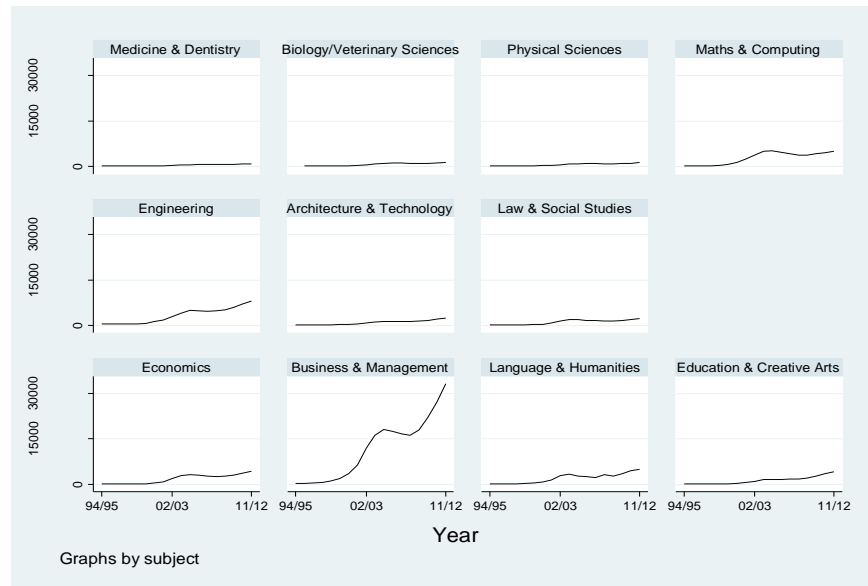 Medicine & Dentistry Biology/Veterinary Sciences Physical Sciences Maths & Computing
30000
15000
0
Engineering Architecture & Technology Law & Social Studies
30000
15000
0
Economics Business & Management Language & Humanities Education & Creative Arts
30000
15000
0
94/95 02/03 11/12 94/95 02/03 11/12 94/95 02/03 11/12 94/95 02/03 11/12
Year
Graphs by subject